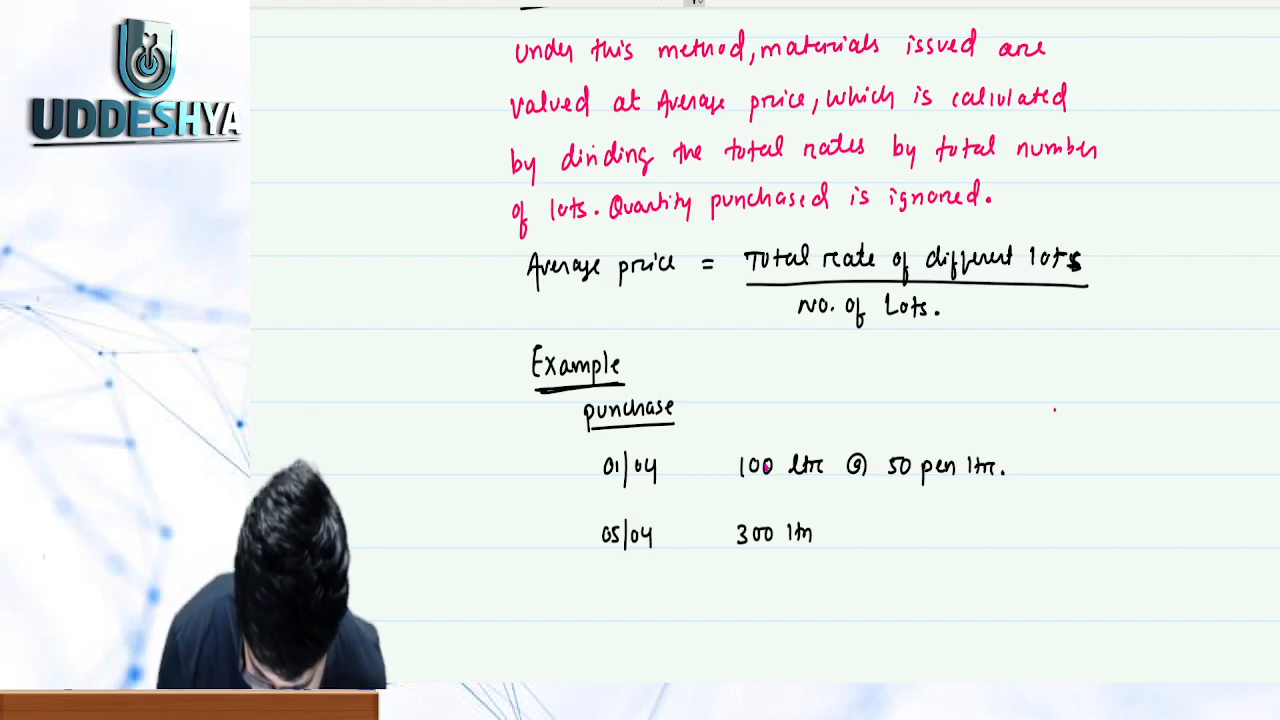 UDDESHYA
Under this method, materials issued are
valued at Average price, which is calculated
by dividing the total rates by total number
of lots. Quantity purchased is ignored.
Average price = Total rate of different lots
No. of Lots.
Example
purchase
01/04 100 ltr @ 50 per ltr.
05/04 300 ltr